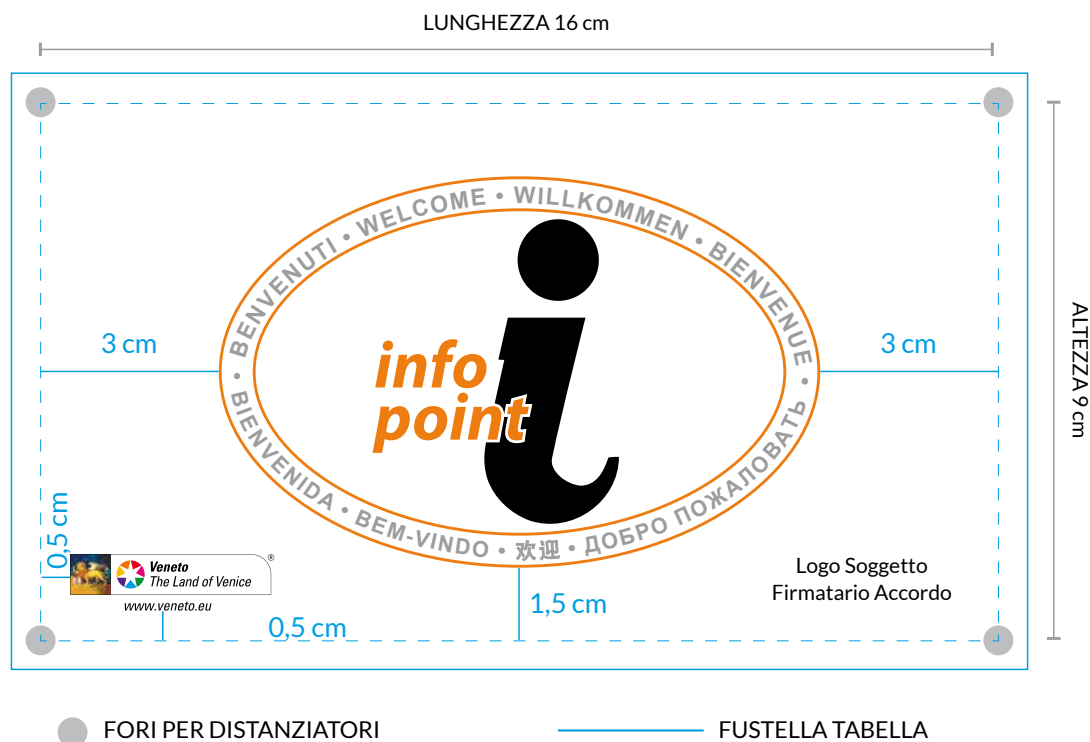 LUNGHEZZA 16 cm
ALTEZZA 9 cm
• BENVENUTI • WELCOME • WILLKOMMEN • BIENVENUE •
BIENVENIDA • BEM-VINDO • 欢迎 • ДОБРО ПОЖАЛОВАТЬ
3 cm
3 cm
info
point
i
0,5 cm
Veneto
The Land of Venice
®
www.veneto.eu
0,5 cm
1,5 cm
Logo Soggetto
Firmatario Accordo
FORI PER DISTANZIATORI
FUSTELLA TABELLA